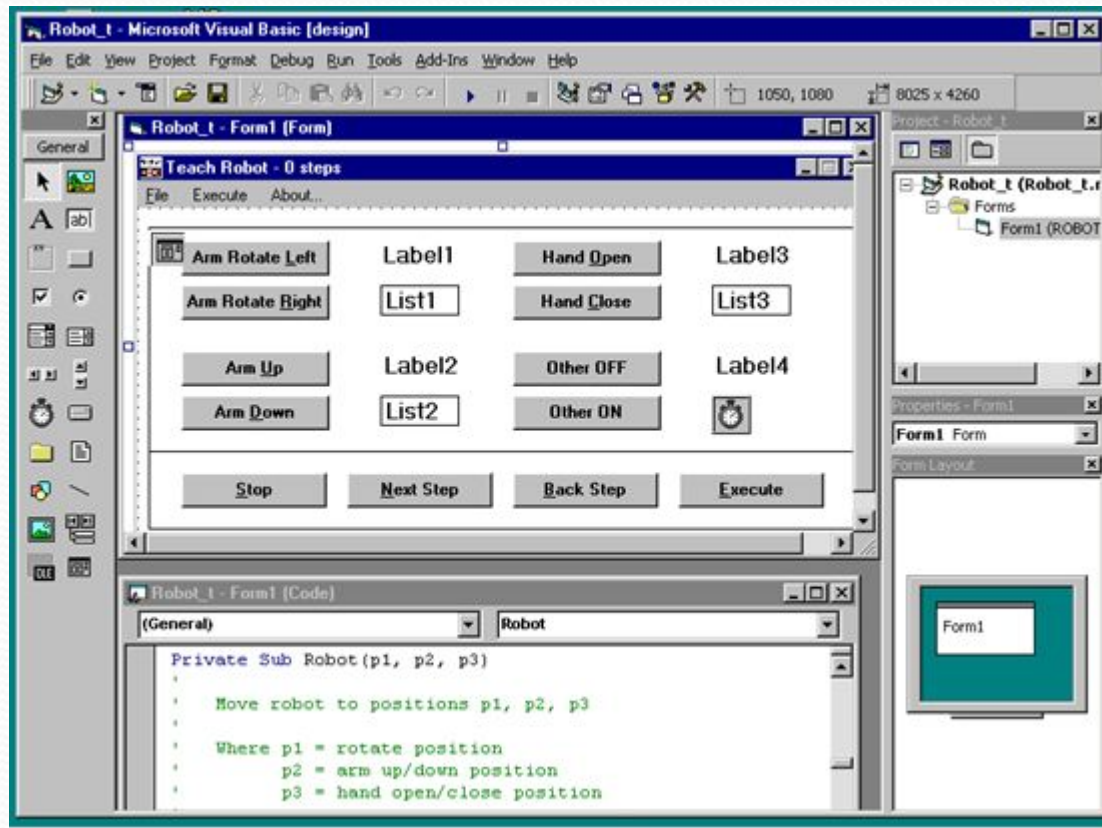 Robot_t - Microsoft Visual Basic [design]
File Edit View Project Format Debug Run Tools Add-Ins Window Help
1050, 1080 8025 x 4260
General
A ab|
OLE
Robot_t - Form1 (Form)
Teach Robot - 0 steps
File Execute About...
Arm Rotate Left Label1 Hand Open Label3
Arm Rotate Right List1 Hand Close List3
Arm Up Label2 Other OFF Label4
Arm Down List2 Other ON
Stop Next Step Back Step Execute
Robot_t - Form1 (Code)
(General) Robot
Private Sub Robot(p1, p2, p3)
'
' Move robot to positions p1, p2, p3
'
' Where p1 = rotate position
' p2 = arm up/down position
' p3 = hand open/close position
'
Project - Robot_t
Robot_t (Robot_t.
Forms
Form1 (ROBOT
Properties - Form1
Form1 Form
Form Layout
Form1